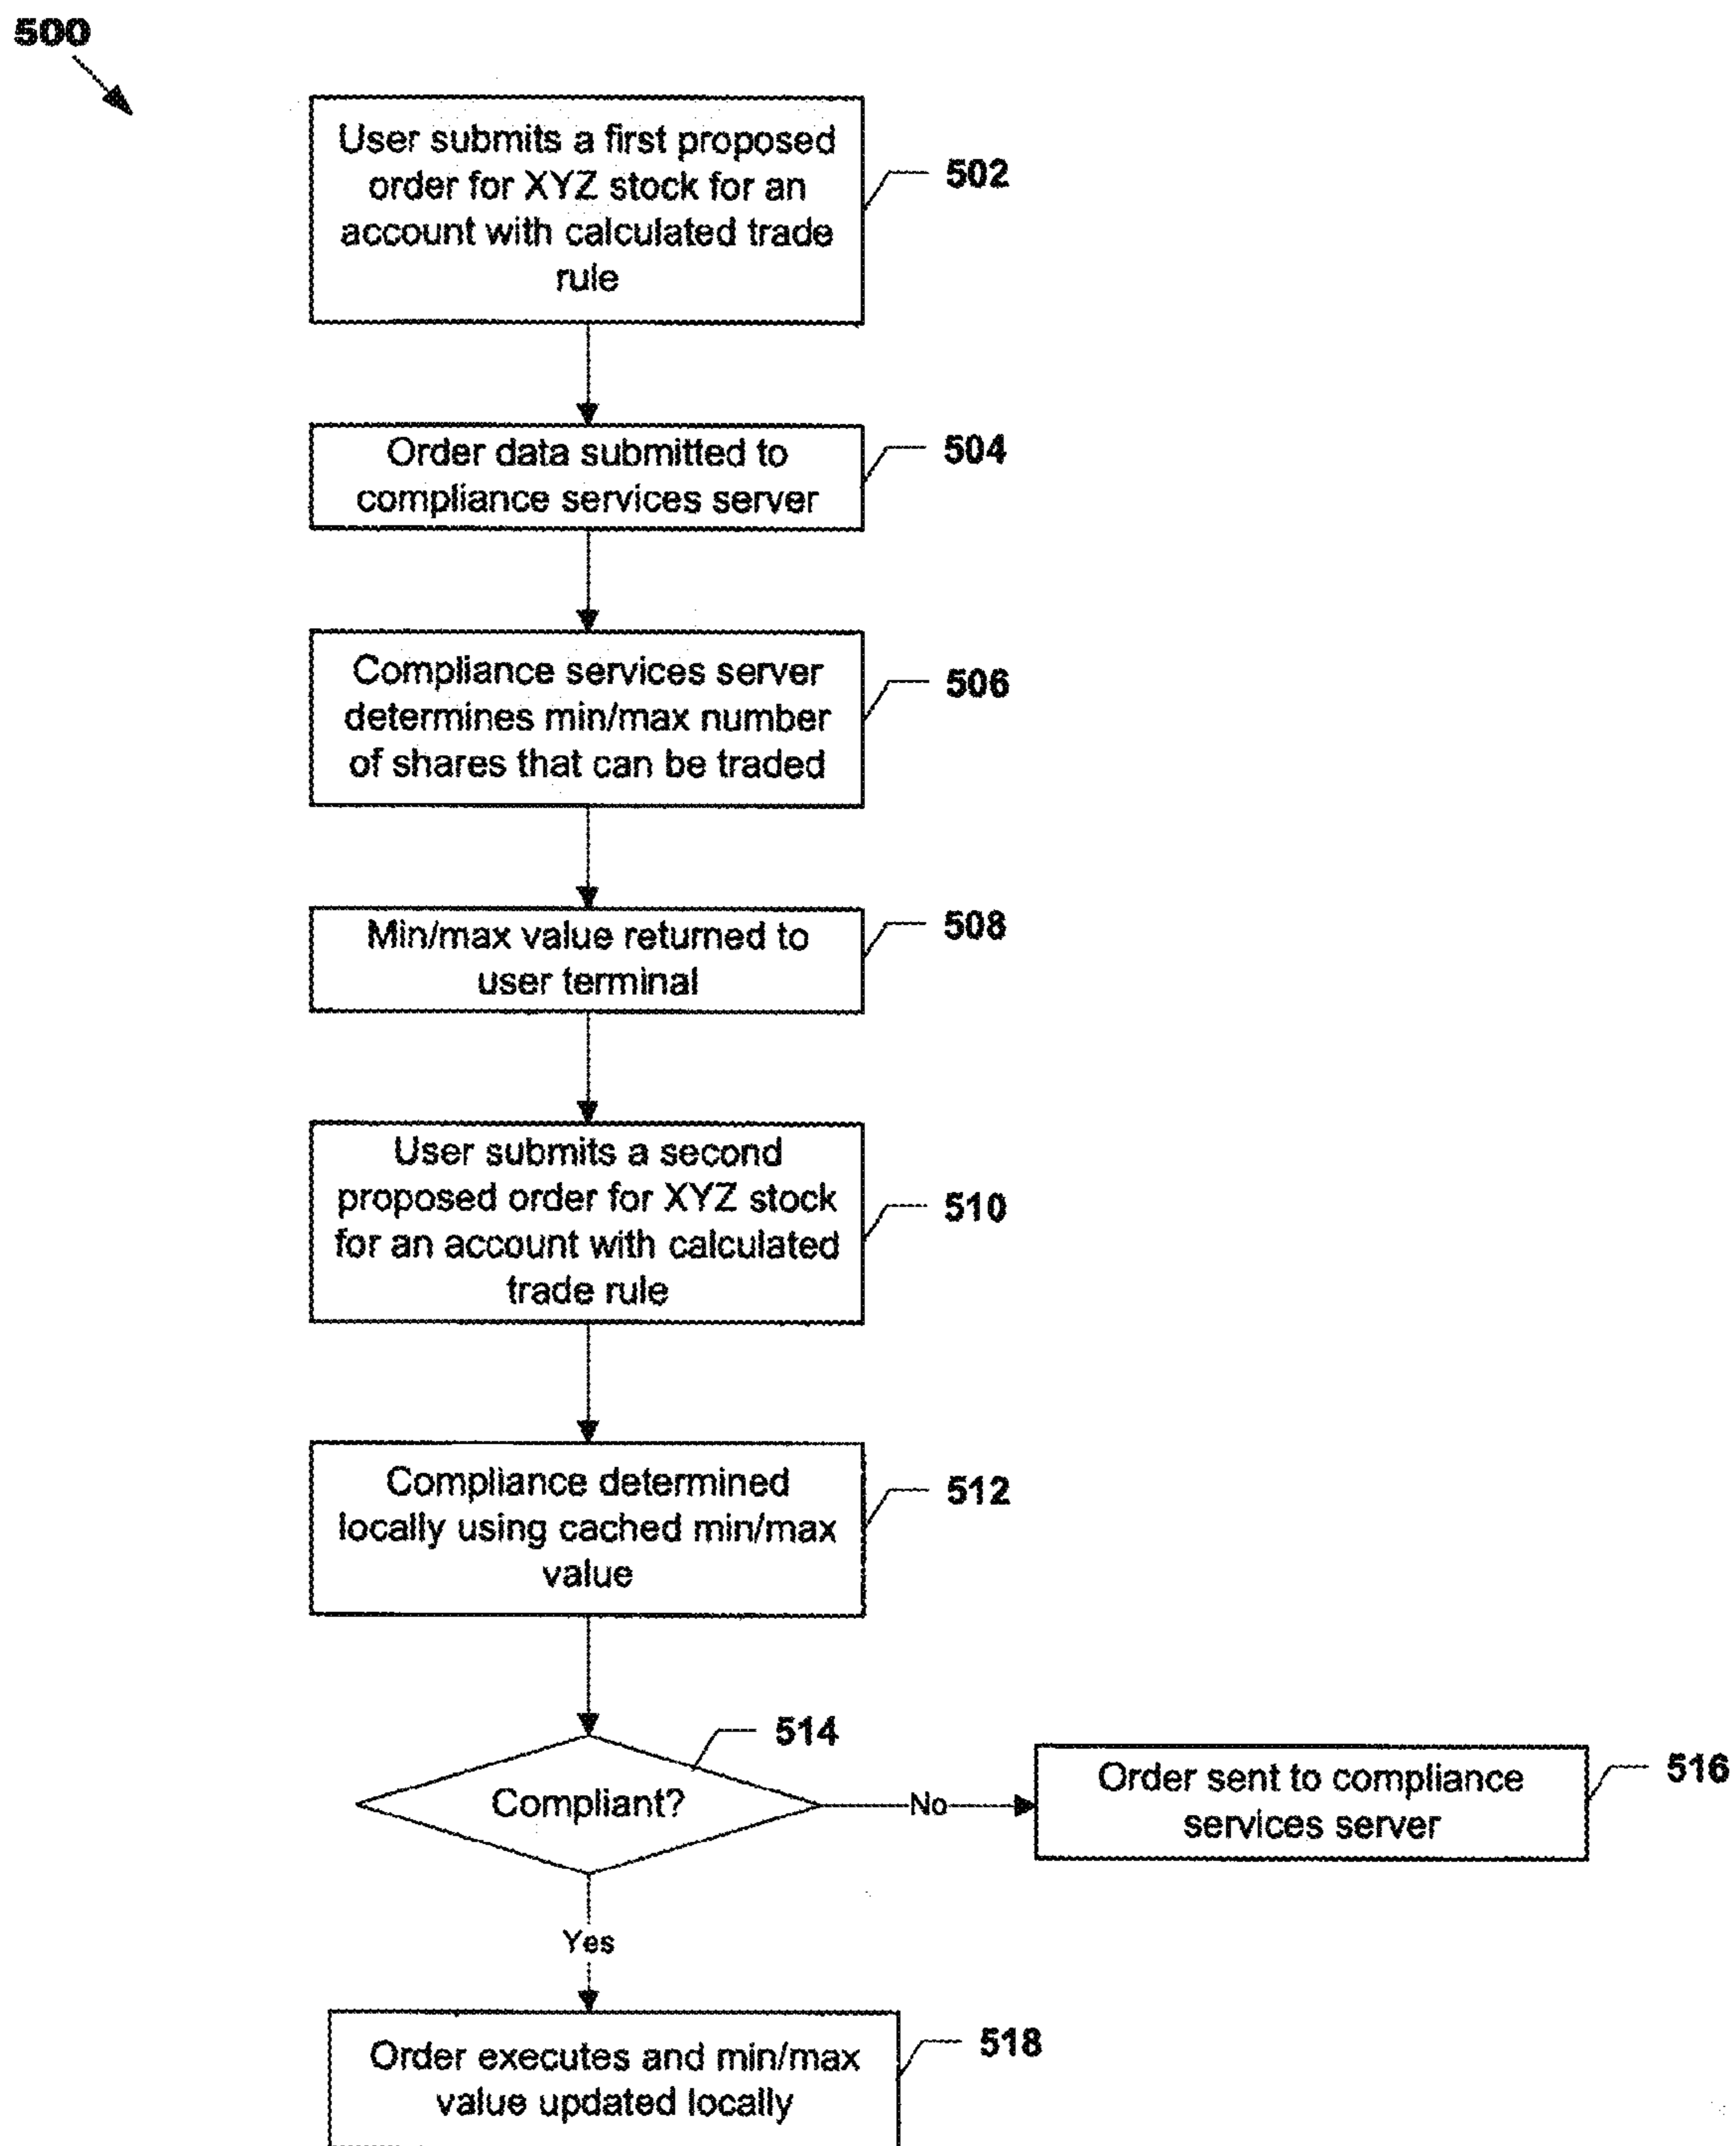 500
User submits a first proposed
order for XYZ stock for an
account with calculated trade
rule
502
Order data submitted to
compliance services server
504
Compliance services server
determines min/max number
of shares that can be traded
506
Min/max value returned to
user terminal
508
User submits a second
proposed order for XYZ stock
for an account with calculated
trade rule
510
Compliance determined
locally using cached min/max
value
512
514
Compliant?
No
Order sent to compliance
services server
516
Yes
Order executes and min/max
value updated locally
518